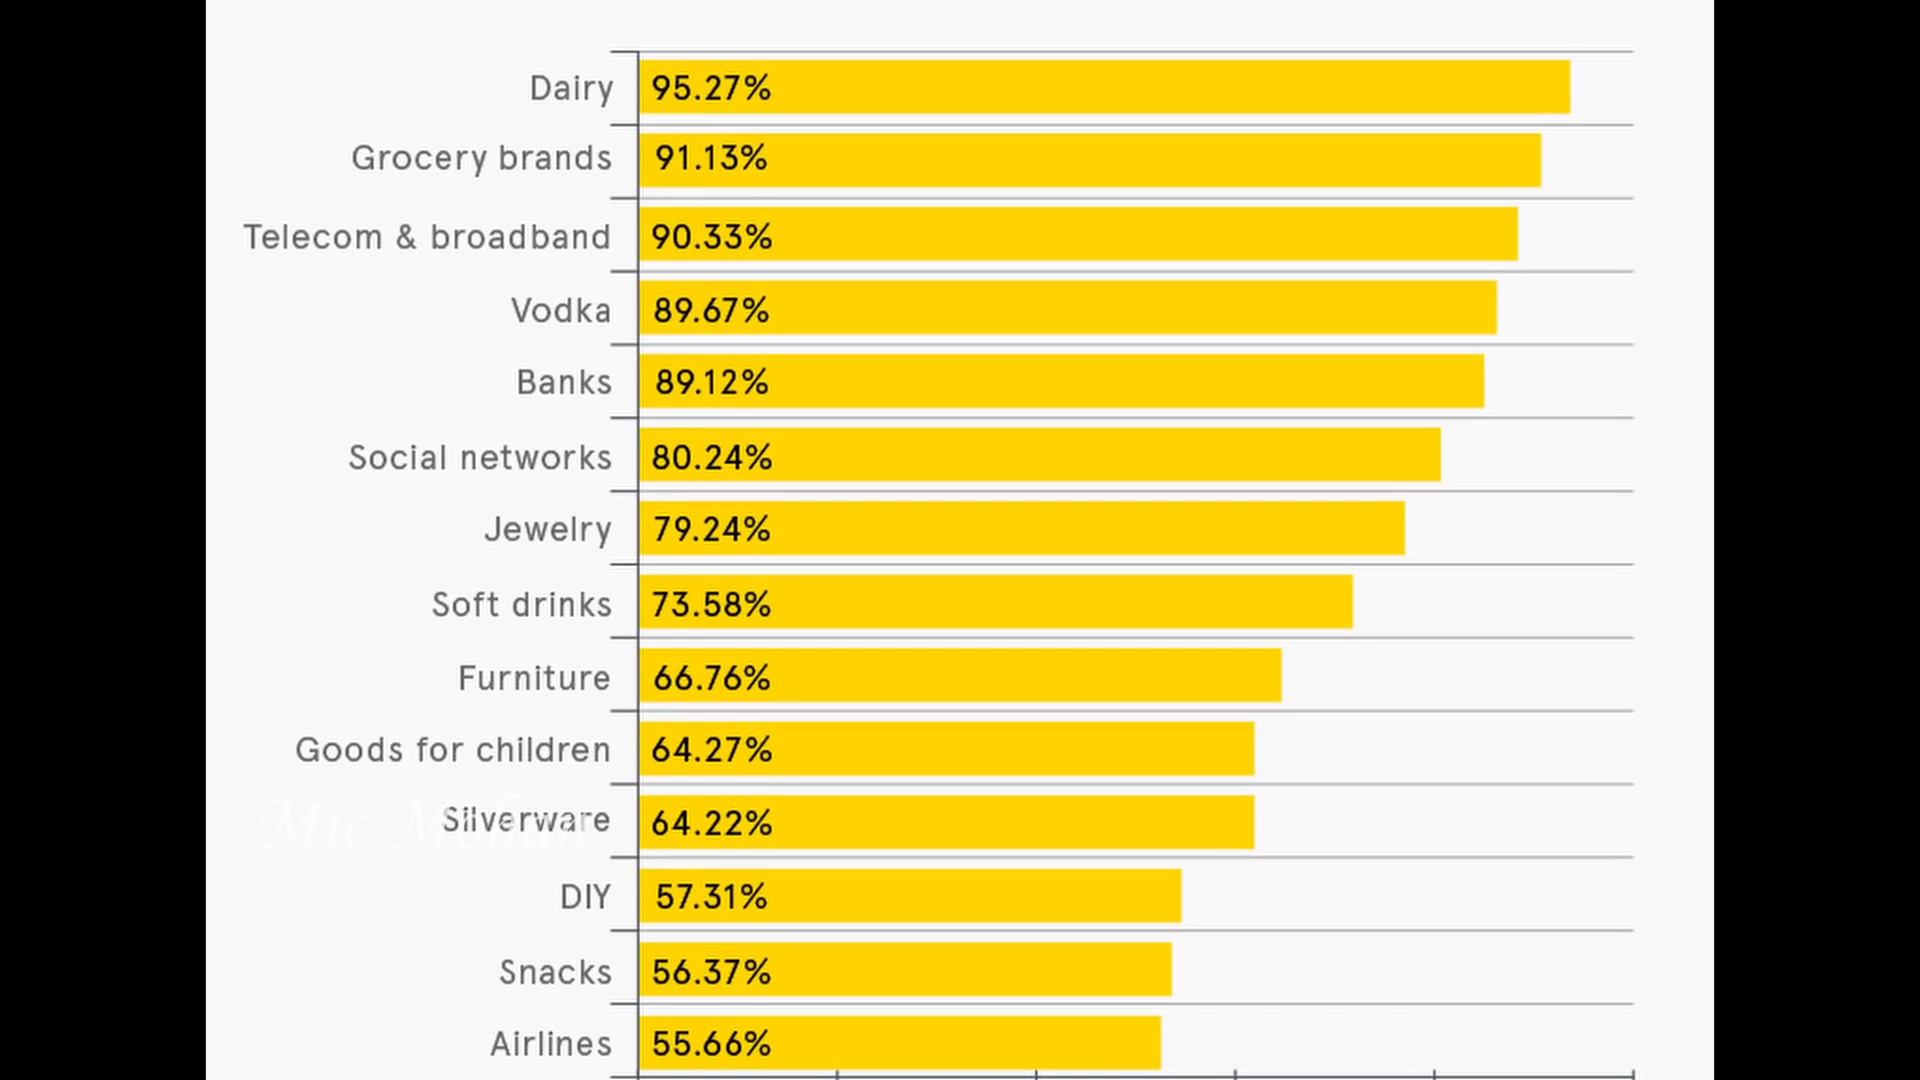 Dairy 95.27%
Grocery brands 91.13%
Telecom & broadband 90.33%
Vodka 89.67%
Banks 89.12%
Social networks 80.24%
Jewelry 79.24%
Soft drinks 73.58%
Furniture 66.76%
Goods for children 64.27%
Silverware 64.22%
Mic
DIY 57.31%
Snacks 56.37%
Airlines 55.66%